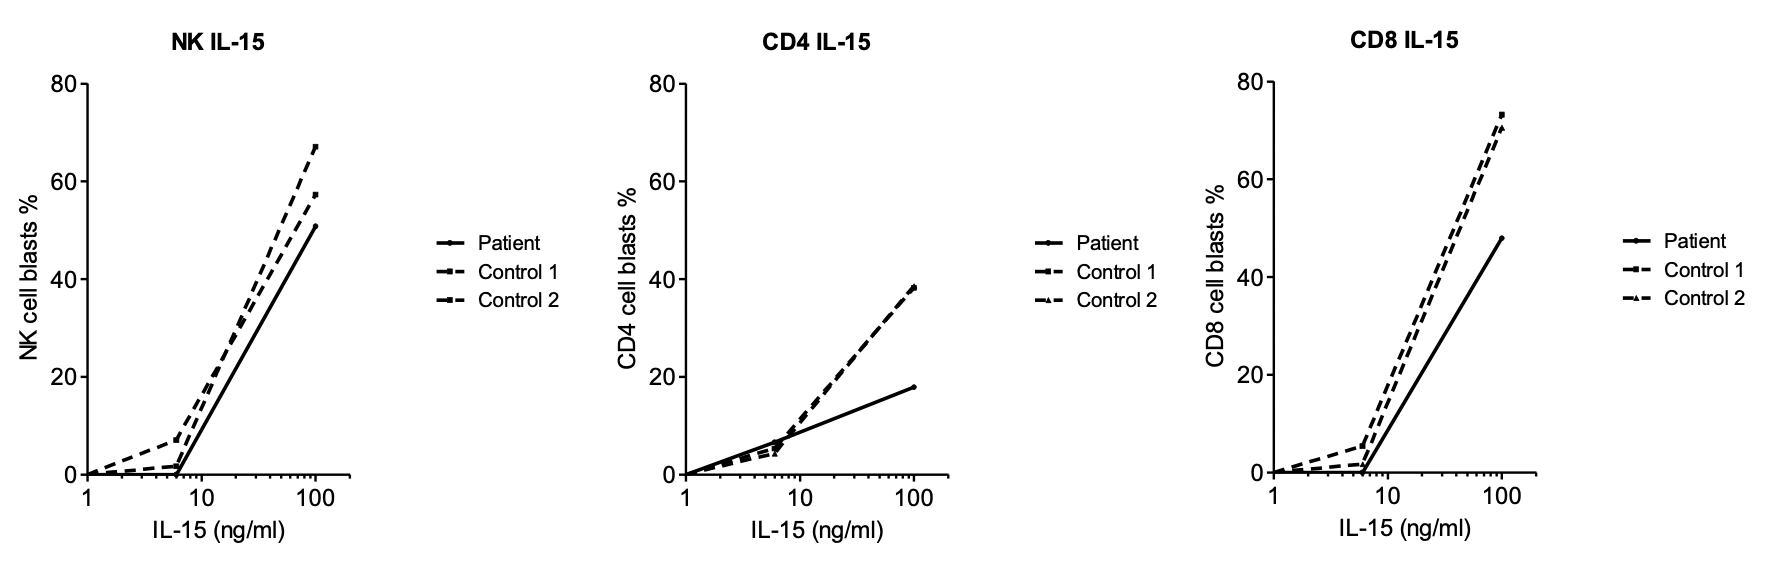 NK IL-15
80
60
40
20
0
1
10
100
NK cell blasts %
IL-15 (ng/ml)
Patient
Control 1
Control 2
CD4 IL-15
80
60
40
20
0
1
10
100
CD4 cell blasts %
IL-15 (ng/ml)
Patient
Control 1
Control 2
CD8 IL-15
80
60
40
20
0
1
10
100
CD8 cell blasts %
IL-15 (ng/ml)
Patient
Control 1
Control 2